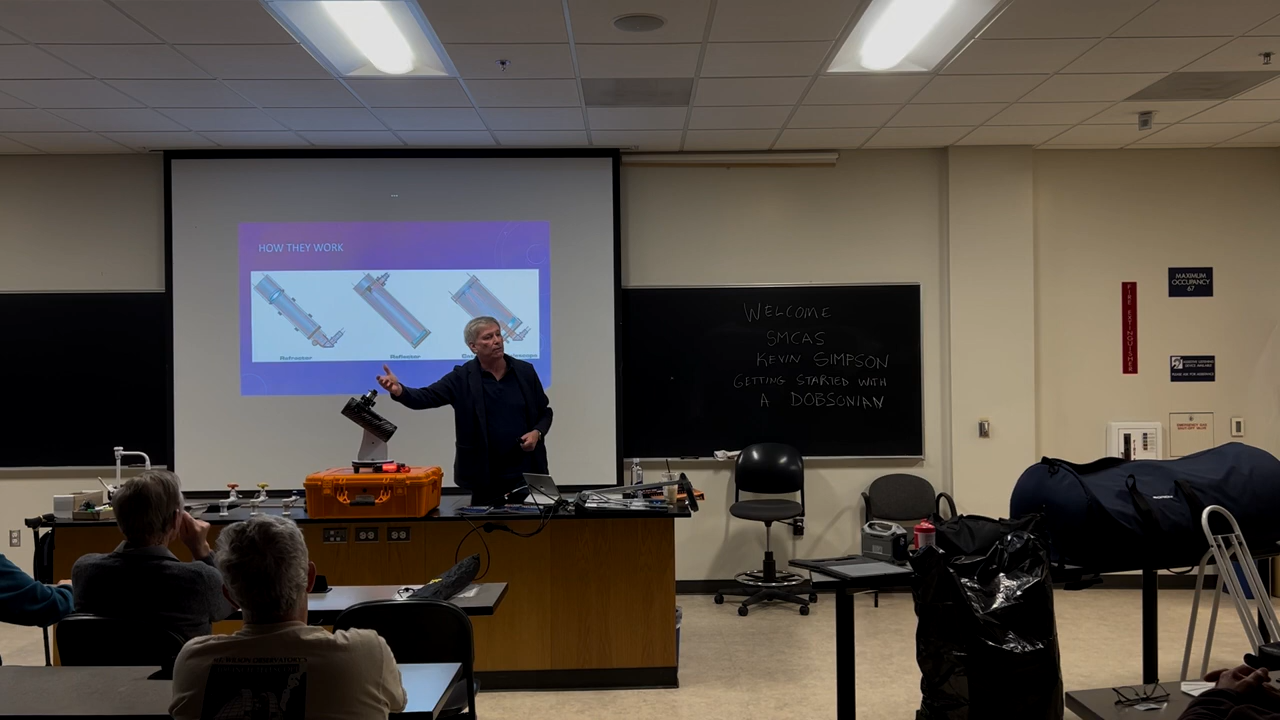 HOW THEY WORK
Refractor
Reflector
WELCOME
SMCAS
KEVIN SIMPSON
GETTING STARTED WITH
A DOBSONIAN
FIRE EXTINGUISHER
MAXIMUM
OCCUPANCY
67